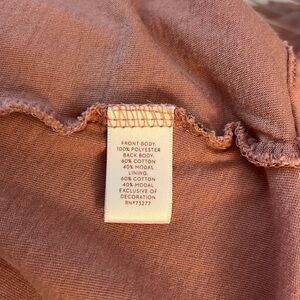 FRONT BODY:
100% POLYESTER
BACK BODY:
60% COTTON
40% MODAL
LINING:
60% COTTON
40% MODAL
EXCLUSIVE OF
DECORATION
RN#73277